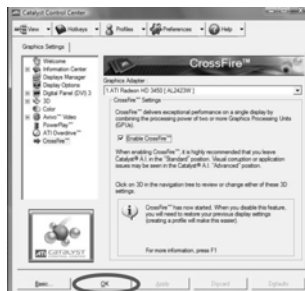 Catalyst Control Center
View
Hotkeys
Profiles
Preferences
Help
Graphics Settings
Welcome
Information Center
Displays Manager
Display Options
Digital Panel (DVI) 3
3D
Color
Avivo™ Video
PowerPlay™
ATI Overdrive™
CrossFire™
CATALYST
CrossFire™
Graphics Adapter
1.ATI Radeon HD 3450 [ AL2423W ]
CrossFire™ Settings
CrossFire™ delivers exceptional performance on a single display by
combining the processing power of two or more Graphics Processing Units
(GPUs).
Enable CrossFire™
When enabling CrossFire™, it is highly recommended that you leave
Catalyst® A.I. in the "Standard" position. Visual corruption or application
issues may be seen in the Catalyst® A.I. "Advanced" position.
Click on 3D in the navigation tree to review or change either of these 3D
settings.
CrossFire™ has now started. When you disable this feature,
you will need to restore your previous display settings
(creating a profile will make this easier).
For more information, press F1
Basic...
OK
Apply
Discard
Defaults